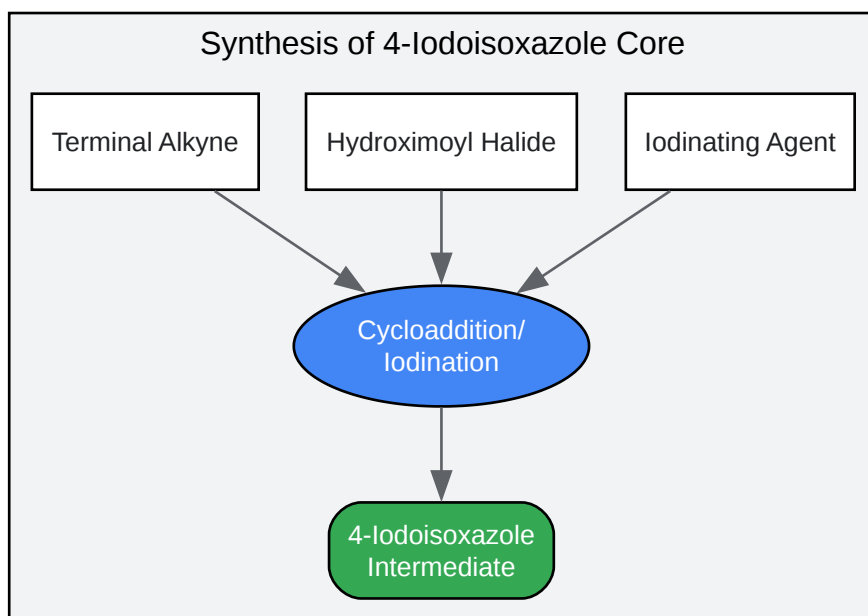 Synthesis of 4-Iodoisoxazole Core
Terminal Alkyne
Hydroximoyl Halide
Iodinating Agent
Cycloaddition/
Iodination
4-Iodoisoxazole
Intermediate